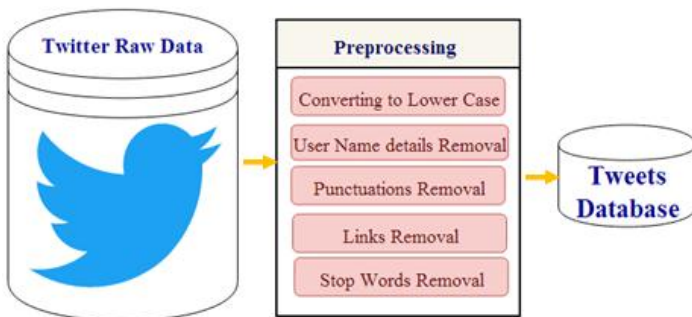 Twitter Raw Data
Preprocessing
Converting to Lower Case
User Name details Removal
Punctuations Removal
Links Removal
Stop Words Removal
Tweets
Database